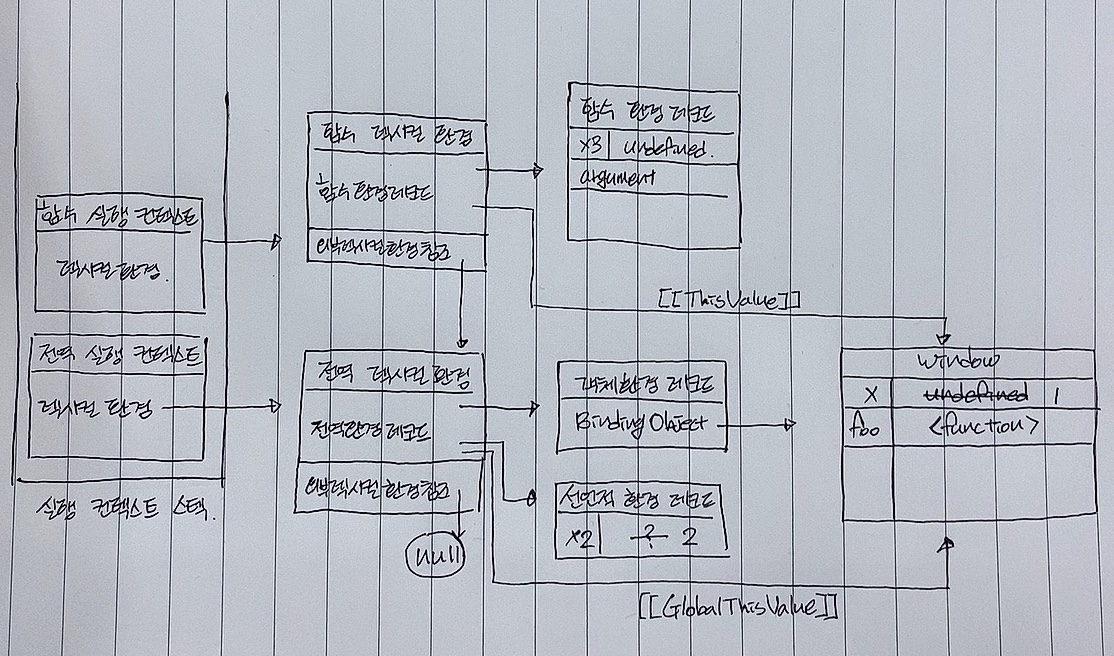 함수 실행 컨텍스트
렉시컬 환경.
전역 실행 컨텍스트
렉시컬 환경
실행 컨텍스트 스택.
함수 렉시컬 환경
함수 환경 레코드
외부 렉시컬 환경 참조
전역 렉시컬 환경
전역 환경 레코드
외부 렉시컬 환경 참조
null
함수 환경 레코드
x3 undefined.
argument
객체 환경 레코드
Binding Object
선언적 환경 레코드
x2 ? 2
[[ThisValue]]
window
x undefined 1
foo <function>
[[GlobalThisValue]]